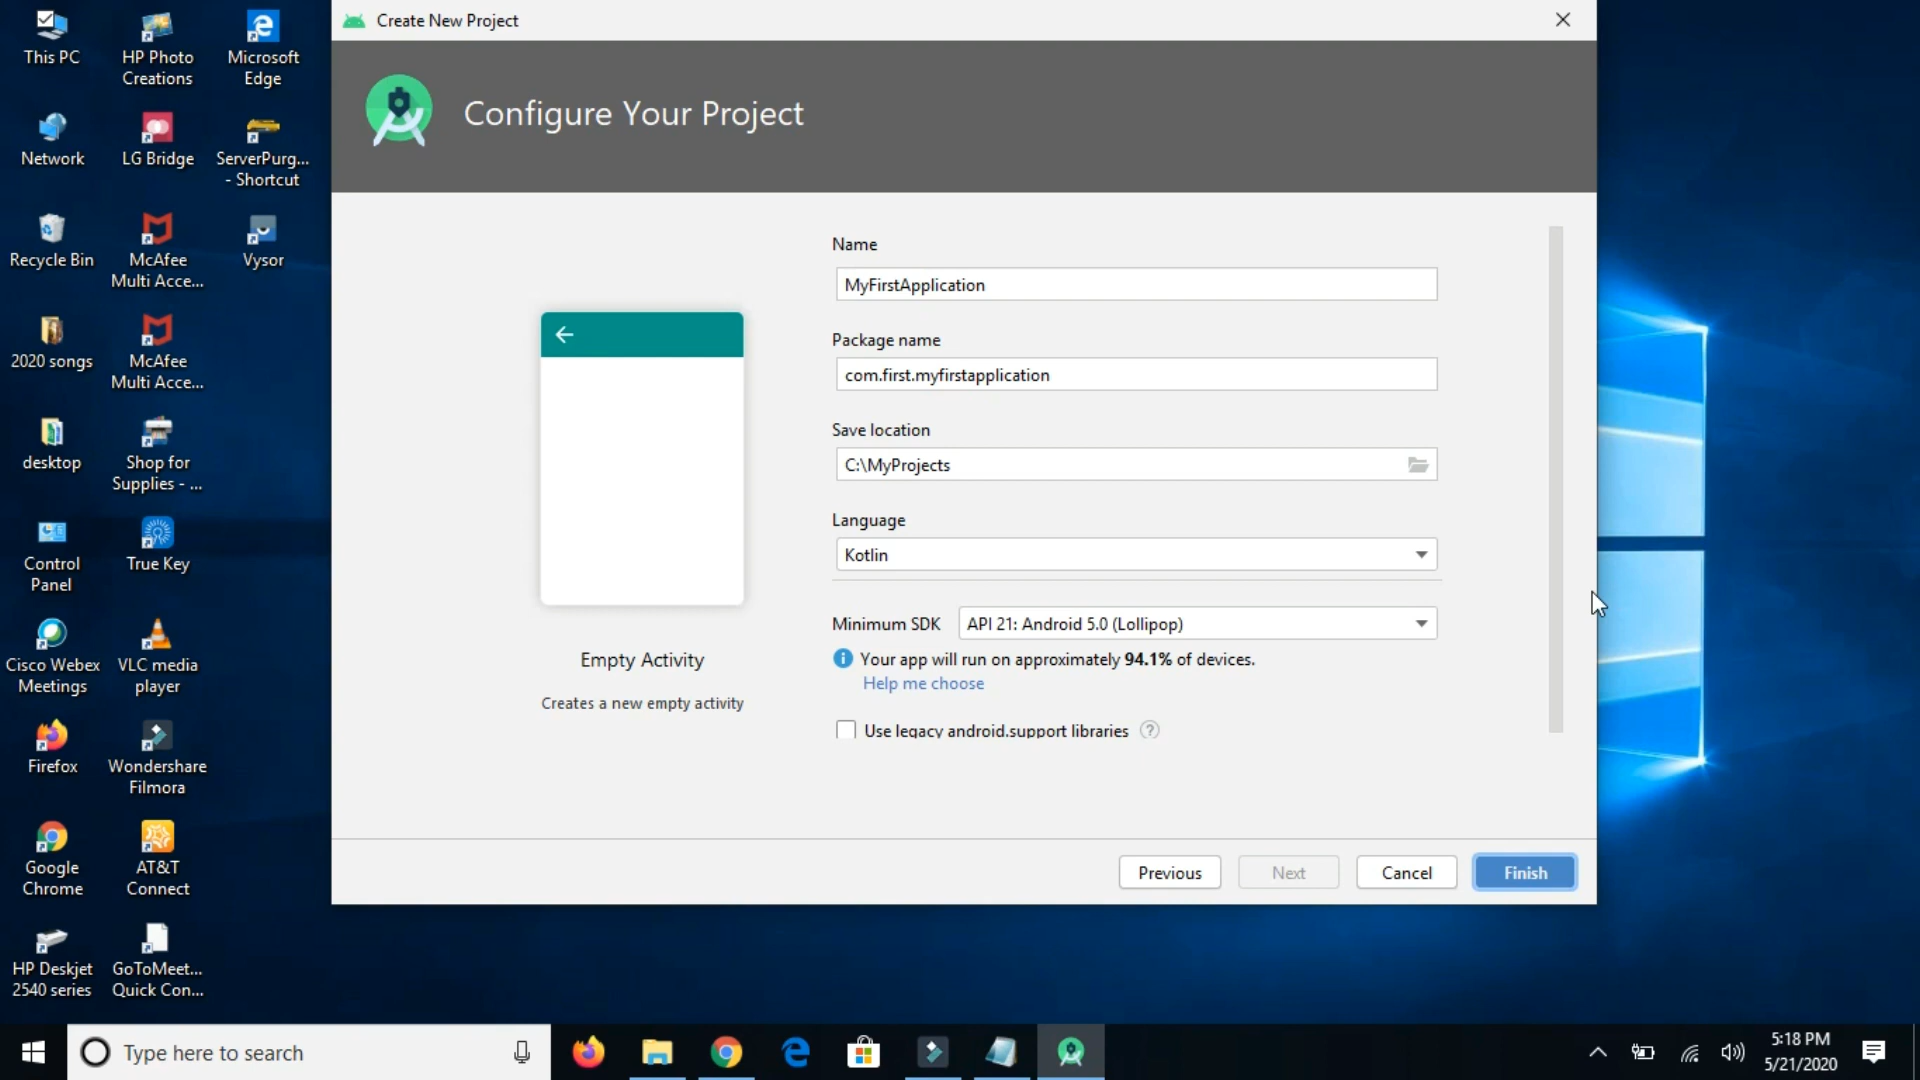 This PC
HP Photo
Creations
Microsoft
Edge
Network
LG Bridge
ServerPurg...
- Shortcut
Recycle Bin
McAfee
Multi Acce...
Vysor
2020 songs
McAfee
Multi Acce...
desktop
Shop for
Supplies - ...
Control
Panel
True Key
Cisco Webex
Meetings
VLC media
player
Firefox
Wondershare
Filmora
Google
Chrome
AT&T
Connect
HP Deskjet
2540 series
GoToMeet...
Quick Con...
Create New Project
Configure Your Project
Empty Activity
Creates a new empty activity
Name
MyFirstApplication
Package name
com.first.myfirstapplication
Save location
C:\MyProjects
Language
Kotlin
Minimum SDK
API 21: Android 5.0 (Lollipop)
Your app will run on approximately 94.1% of devices.
Help me choose
Use legacy android.support libraries
Previous
Next
Cancel
Finish
Type here to search
5:18 PM
5/21/2020